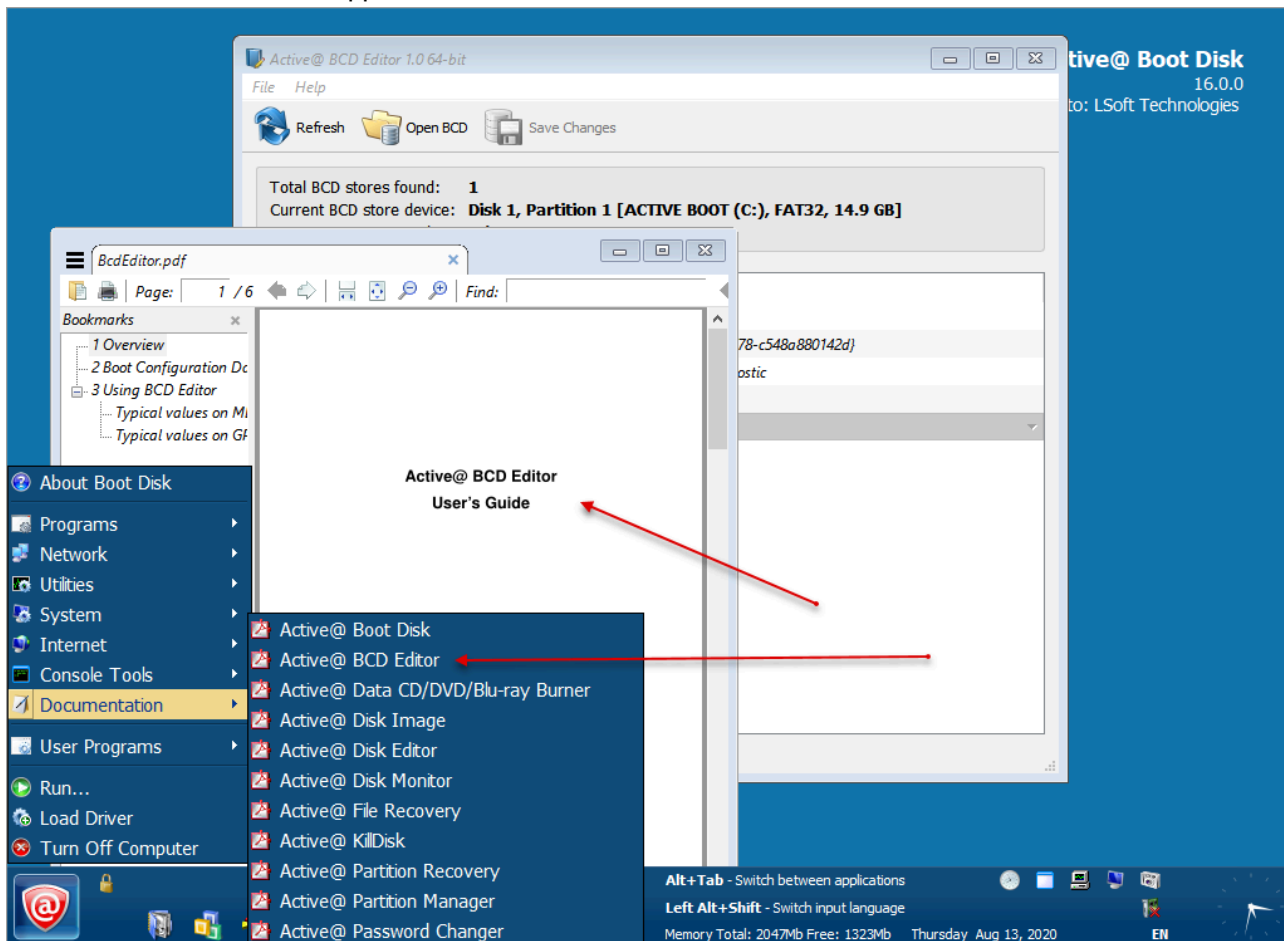 Active@ BCD Editor 1.0 64-bit
File Help
Refresh Open BCD Save Changes
Total BCD stores found: 1
Current BCD store device: Disk 1, Partition 1 [ACTIVE BOOT (C:), FAT32, 14.9 GB]
tive@ Boot Disk
16.0.0
to: LSoft Technologies
BcdEditor.pdf
Page: 1 / 6 Find:
Bookmarks
1 Overview
2 Boot Configuration Da
3 Using BCD Editor
Typical values on M
Typical values on GP
78-c548a880142d}
ostic
Active@ BCD Editor
User's Guide
About Boot Disk
Programs
Network
Utilities
System
Internet
Console Tools
Documentation
User Programs
Run...
Load Driver
Turn Off Computer
Active@ Boot Disk
Active@ BCD Editor
Active@ Data CD/DVD/Blu-ray Burner
Active@ Disk Image
Active@ Disk Editor
Active@ Disk Monitor
Active@ File Recovery
Active@ KillDisk
Active@ Partition Recovery
Active@ Partition Manager
Active@ Password Changer
Alt+Tab - Switch between applications
Left Alt+Shift - Switch input language
Memory Total: 2047Mb Free: 1323Mb Thursday Aug 13, 2020 EN